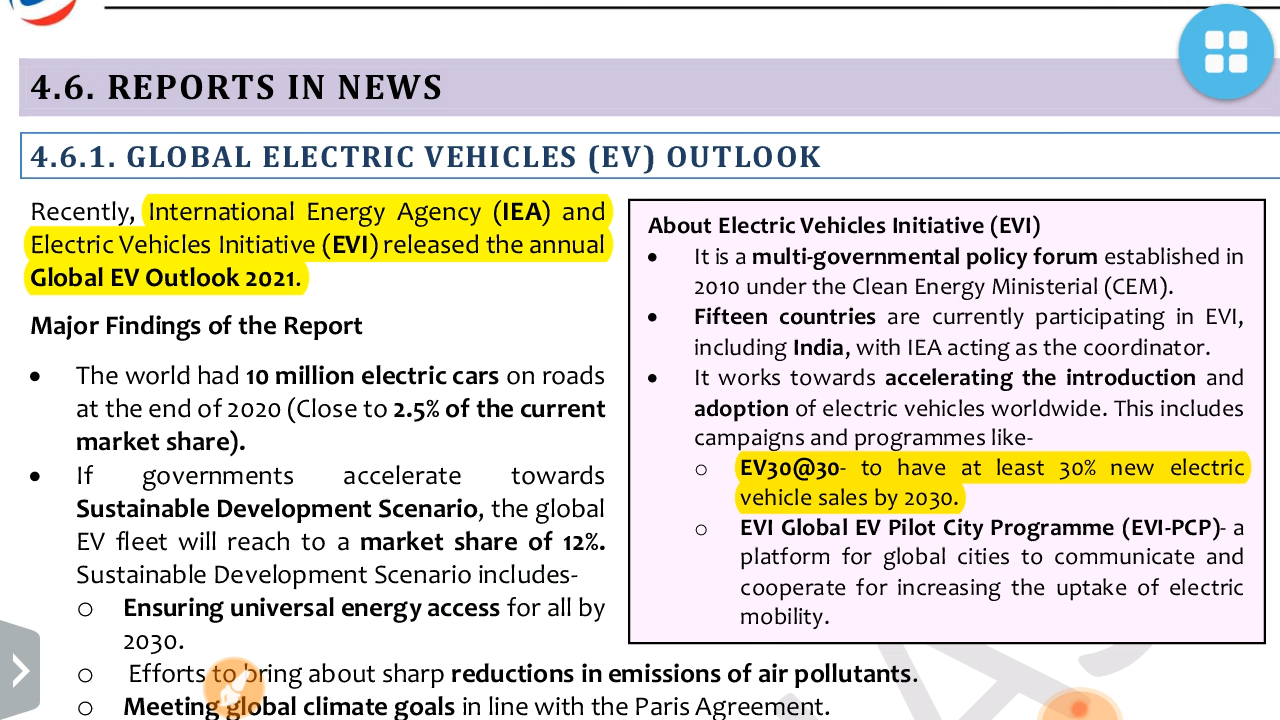 4.6. REPORTS IN NEWS
4.6.1. GLOBAL ELECTRIC VEHICLES (EV) OUTLOOK
Recently, International Energy Agency (IEA) and
Electric Vehicles Initiative (EVI) released the annual
Global EV Outlook 2021.
Major Findings of the Report
• The world had 10 million electric cars on roads
at the end of 2020 (Close to 2.5% of the current
market share).
• If governments accelerate towards
Sustainable Development Scenario, the global
EV fleet will reach to a market share of 12%.
Sustainable Development Scenario includes-
o Ensuring universal energy access for all by
2030.
o Efforts to bring about sharp reductions in emissions of air pollutants.
o Meeting global climate goals in line with the Paris Agreement.
About Electric Vehicles Initiative (EVI)
• It is a multi-governmental policy forum established in
2010 under the Clean Energy Ministerial (CEM).
• Fifteen countries are currently participating in EVI,
including India, with IEA acting as the coordinator.
• It works towards accelerating the introduction and
adoption of electric vehicles worldwide. This includes
campaigns and programmes like-
o EV30@30- to have at least 30% new electric
vehicle sales by 2030.
o EVI Global EV Pilot City Programme (EVI-PCP)- a
platform for global cities to communicate and
cooperate for increasing the uptake of electric
mobility.